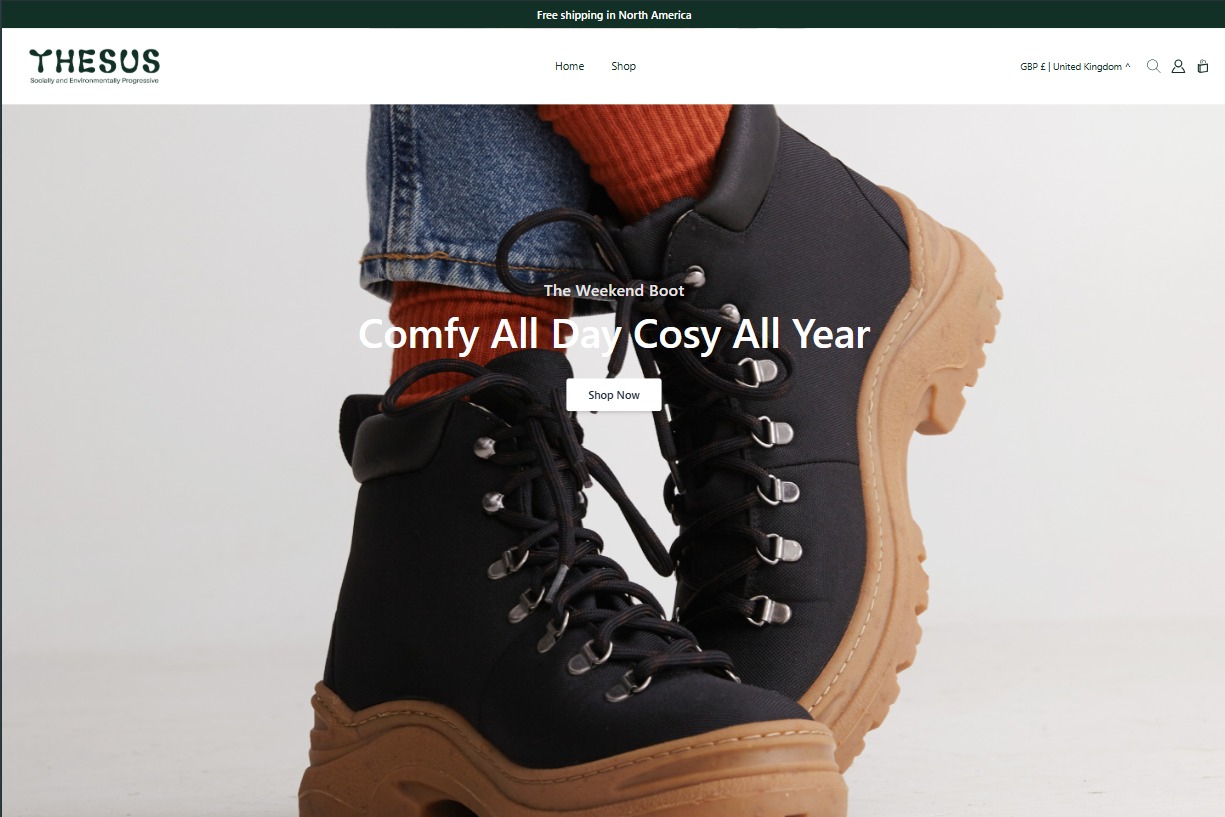 Free shipping in North America
THESUS
Socially and Environmentally Progressive
Home Shop
GBP £ | United Kingdom ^
The Weekend Boot
Comfy All Day Cosy All Year
Shop Now